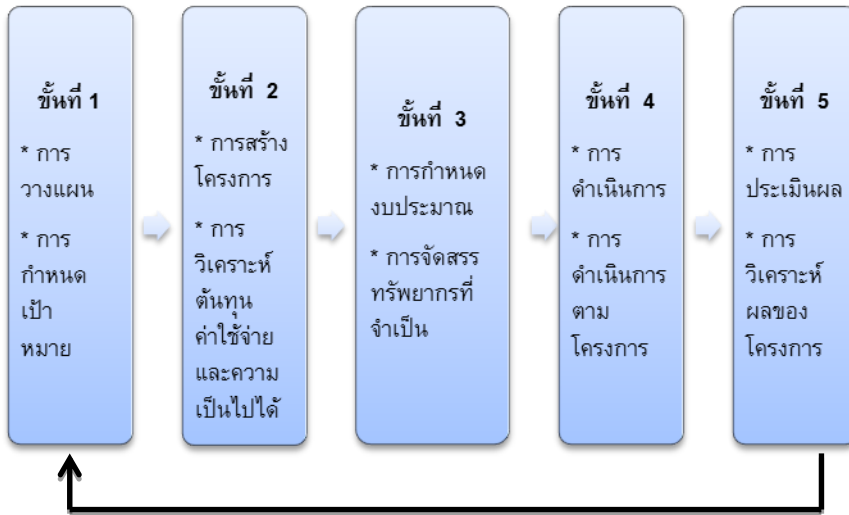 ขั้นที่ 1
* การ
วางแผน
* การ
กำหนด
เป้า
หมาย
ขั้นที่ 2
* การสร้าง
โครงการ
* การ
วิเคราะห์
ต้นทุน
ค่าใช้จ่าย
และความ
เป็นไปได้
ขั้นที่ 3
* การกำหนด
งบประมาณ
* การจัดสรร
ทรัพยากรที่
จำเป็น
ขั้นที่ 4
* การ
ดำเนินการ
* การ
ดำเนินการ
ตาม
โครงการ
ขั้นที่ 5
* การ
ประเมินผล
* การ
วิเคราะห์
ผลของ
โครงการ